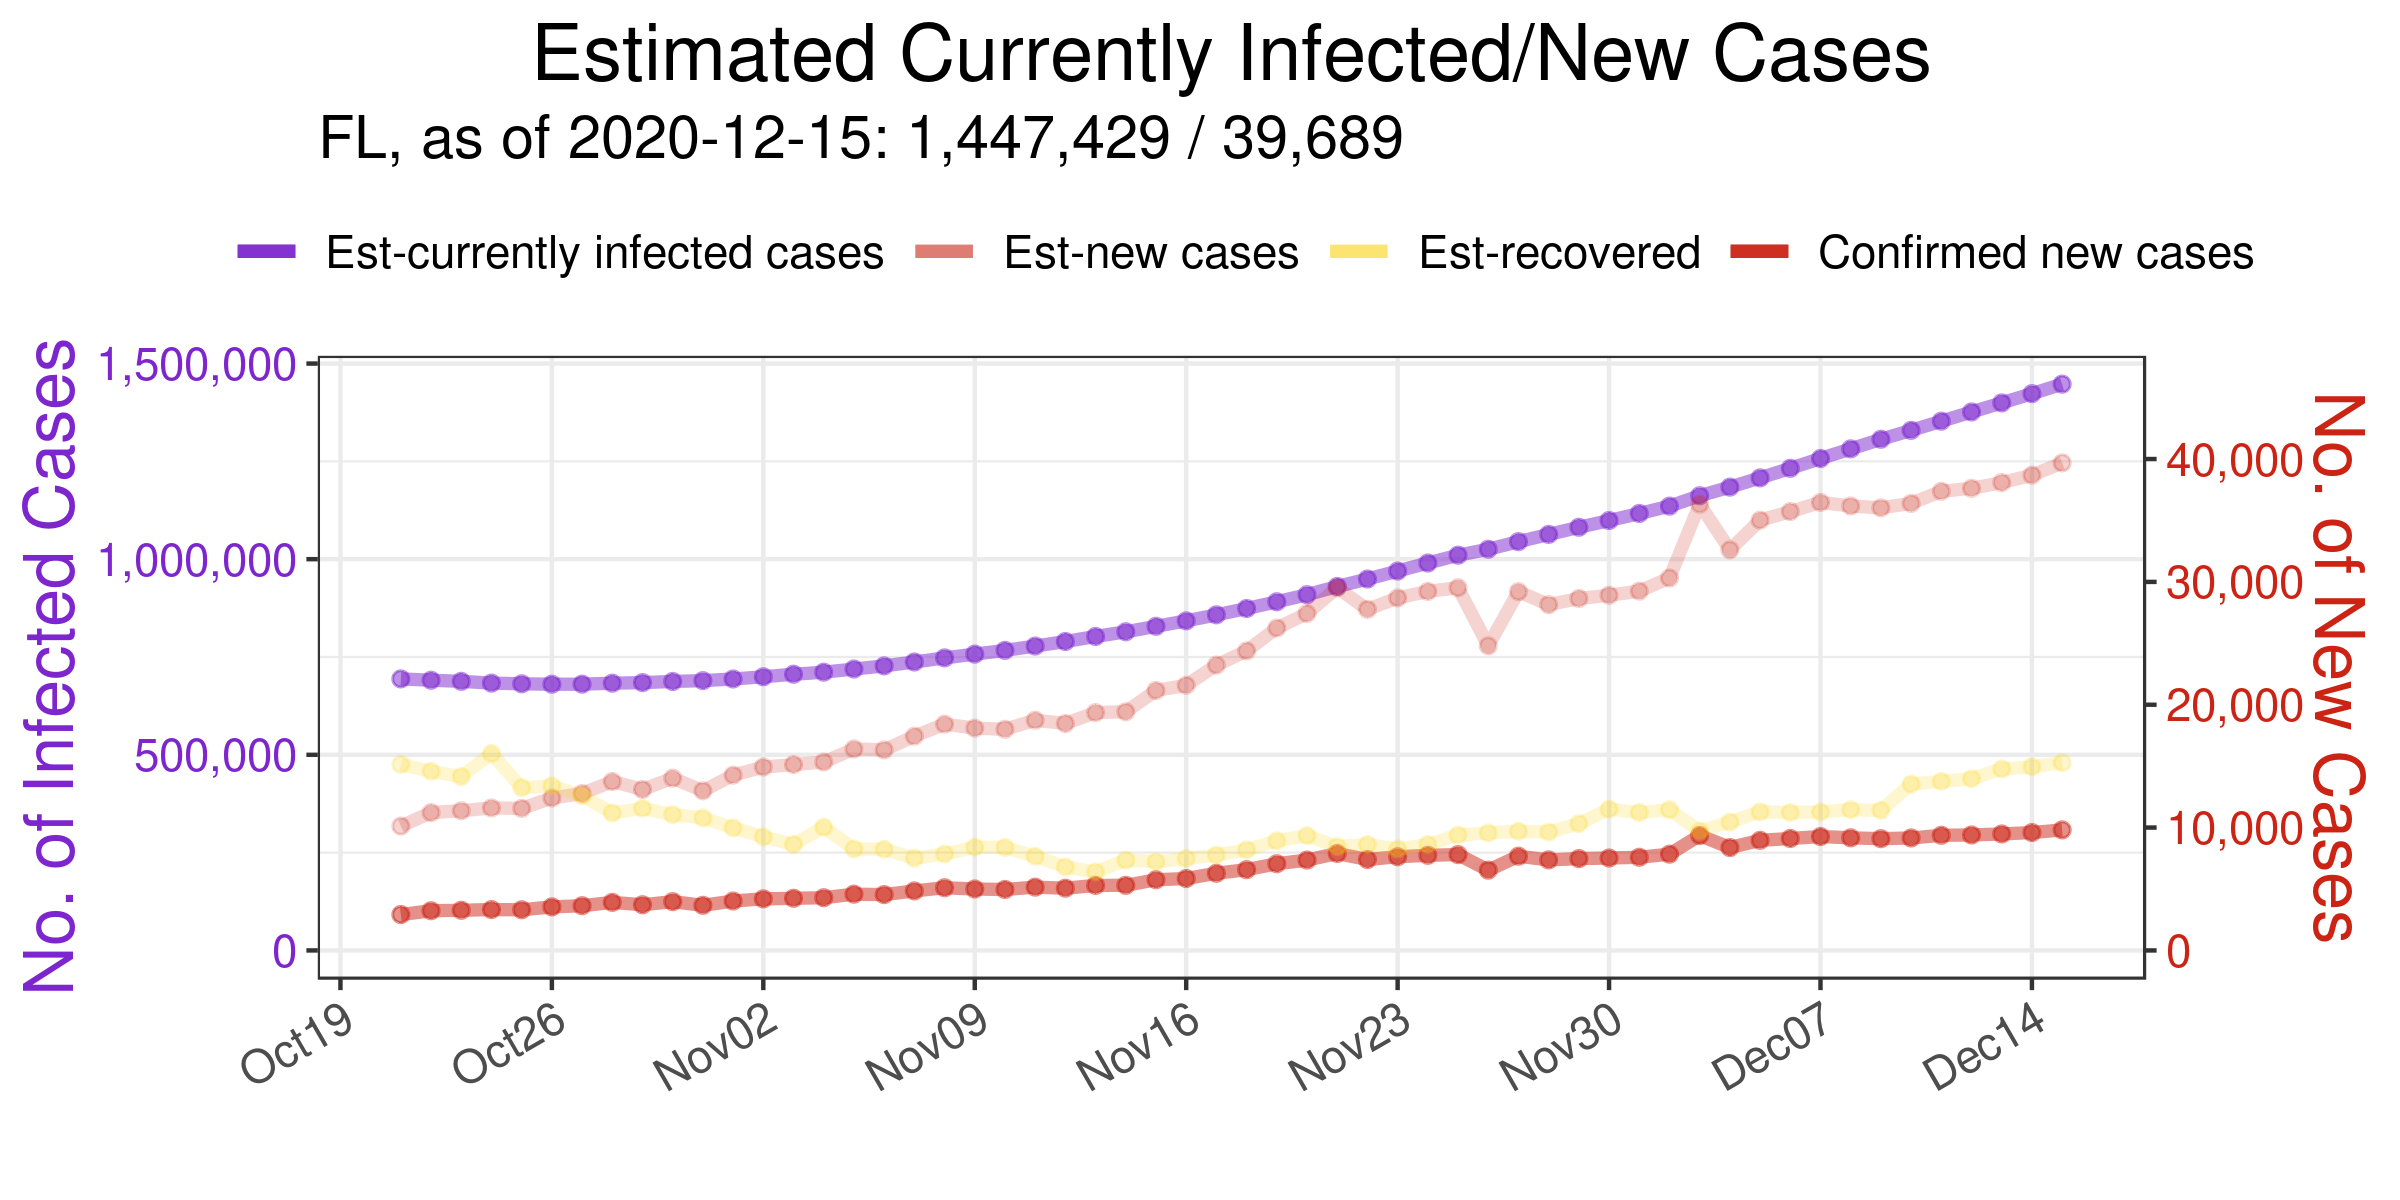 Estimated Currently Infected/New Cases
FL, as of 2020-12-15: 1,447,429 / 39,689
Est-currently infected cases Est-new cases Est-recovered Confirmed new cases
No. of Infected Cases
1,500,000
1,000,000
500,000
0
40,000
30,000
20,000
10,000
0
No. of New Cases
Oct19 Oct26 Nov02 Nov09 Nov16 Nov23 Nov30 Dec07 Dec14